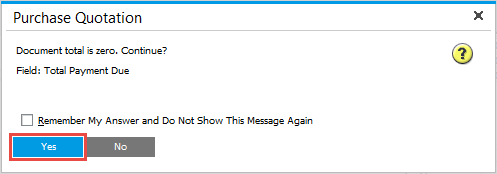 Purchase Quotation
Document total is zero. Continue?
Field: Total Payment Due
Remember My Answer and Do Not Show This Message Again
Yes No